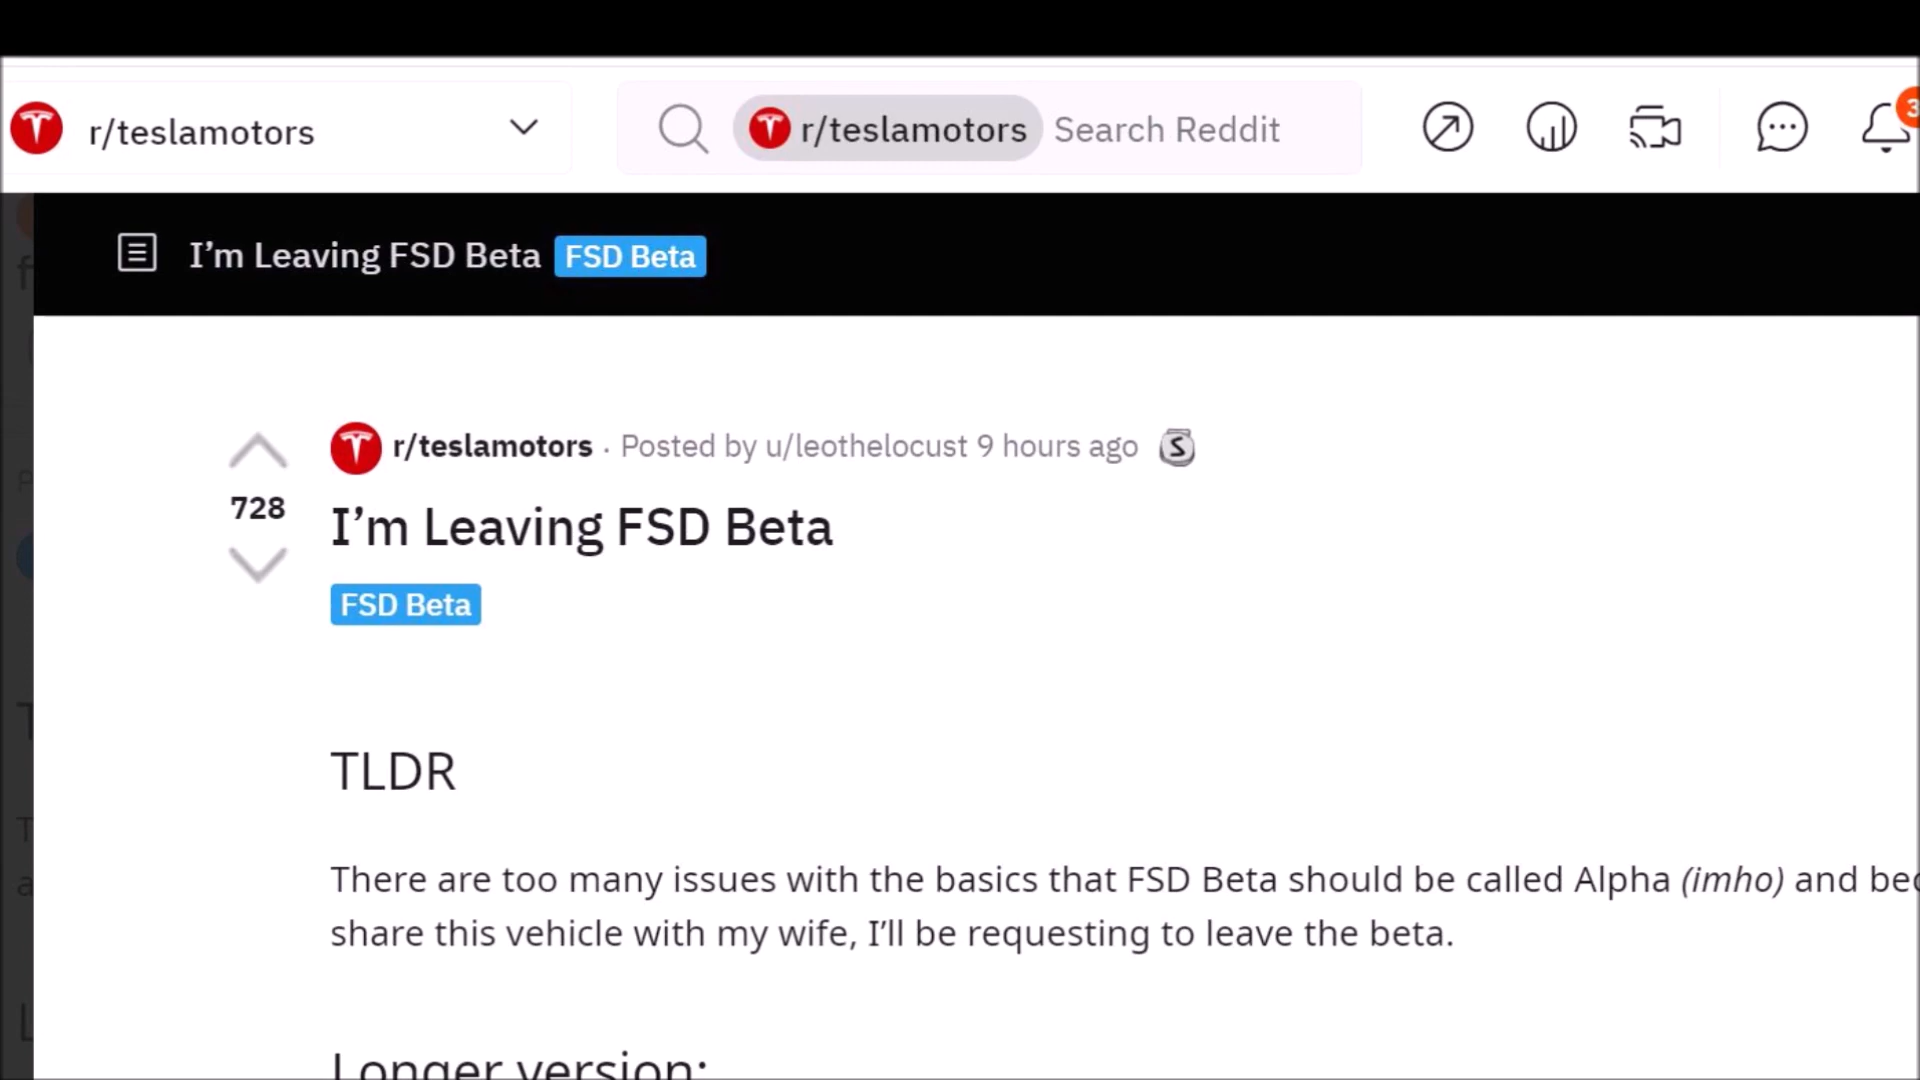 r/teslamotors
r/teslamotors Search Reddit
3
I’m Leaving FSD Beta FSD Beta
r/teslamotors · Posted by u/leothelocust 9 hours ago
728
I’m Leaving FSD Beta
FSD Beta
TLDR
There are too many issues with the basics that FSD Beta should be called Alpha (imho) and
share this vehicle with my wife, I’ll be requesting to leave the beta.
Longer version: